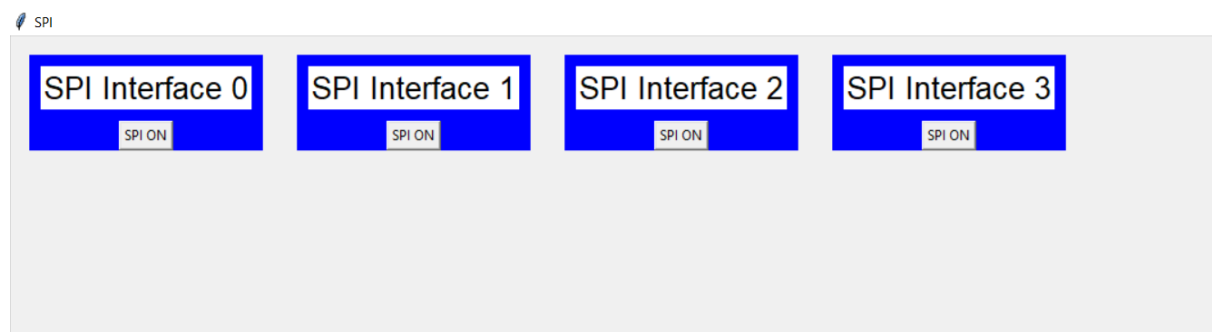 SPI
SPI Interface 0
SPI ON
SPI Interface 1
SPI ON
SPI Interface 2
SPI ON
SPI Interface 3
SPI ON